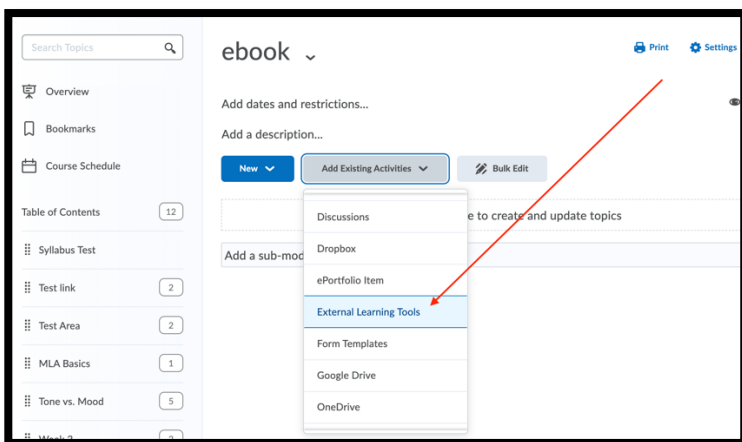 Search Topics
Overview
Bookmarks
Course Schedule
Table of Contents 12
Syllabus Test
Test link 2
Test Area 2
MLA Basics 1
Tone vs. Mood 5
Week 2 2
ebook
Print Settings
Add dates and restrictions...
Add a description...
New Add Existing Activities Bulk Edit
e to create and update topics
Add a sub-mod
Discussions
Dropbox
ePortfolio Item
External Learning Tools
Form Templates
Google Drive
OneDrive